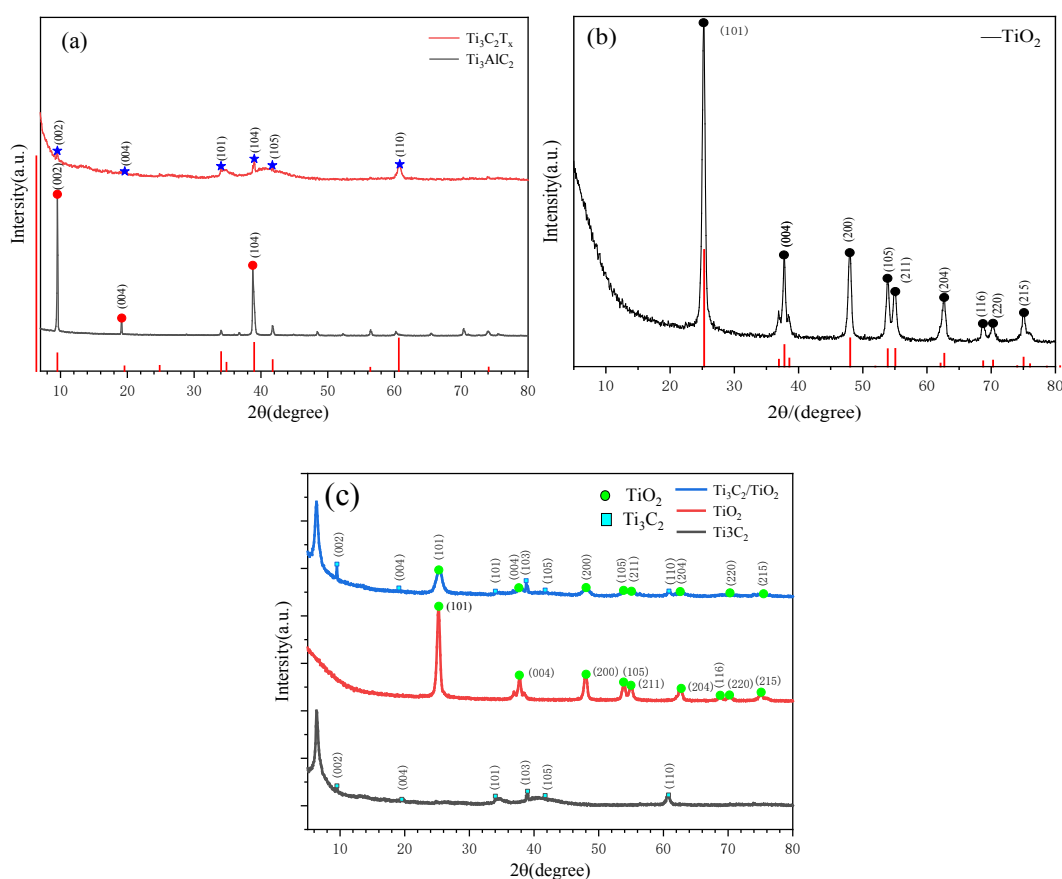 (a)
Ti₃C₂Tₓ
Ti₃AlC₂
(002)
(004)
(101)
(104)
(105)
(110)
(002)
(004)
(104)
Intersity(a.u.)
10 20 30 40 50 60 70 80
2θ(degree)
(b)
TiO₂
(101)
(004)
(200)
(105)
(211)
(204)
(116)
(220)
(215)
Intensity(a.u.)
10 20 30 40 50 60 70 80
2θ/(degree)
(c)
TiO₂
Ti₃C₂
Ti₃C₂/TiO₂
TiO₂
Ti3C₂
(002)
(004)
(101)
(101)
(004)
(103)
(105)
(200)
(105)
(211)
(110)
(204)
(220)
(215)
(101)
(004)
(200)
(105)
(211)
(204)
(116)
(220)
(215)
(002)
(004)
(101)
(103)
(105)
(110)
Intersity(a.u.)
10 20 30 40 50 60 70 80
2θ(degree)